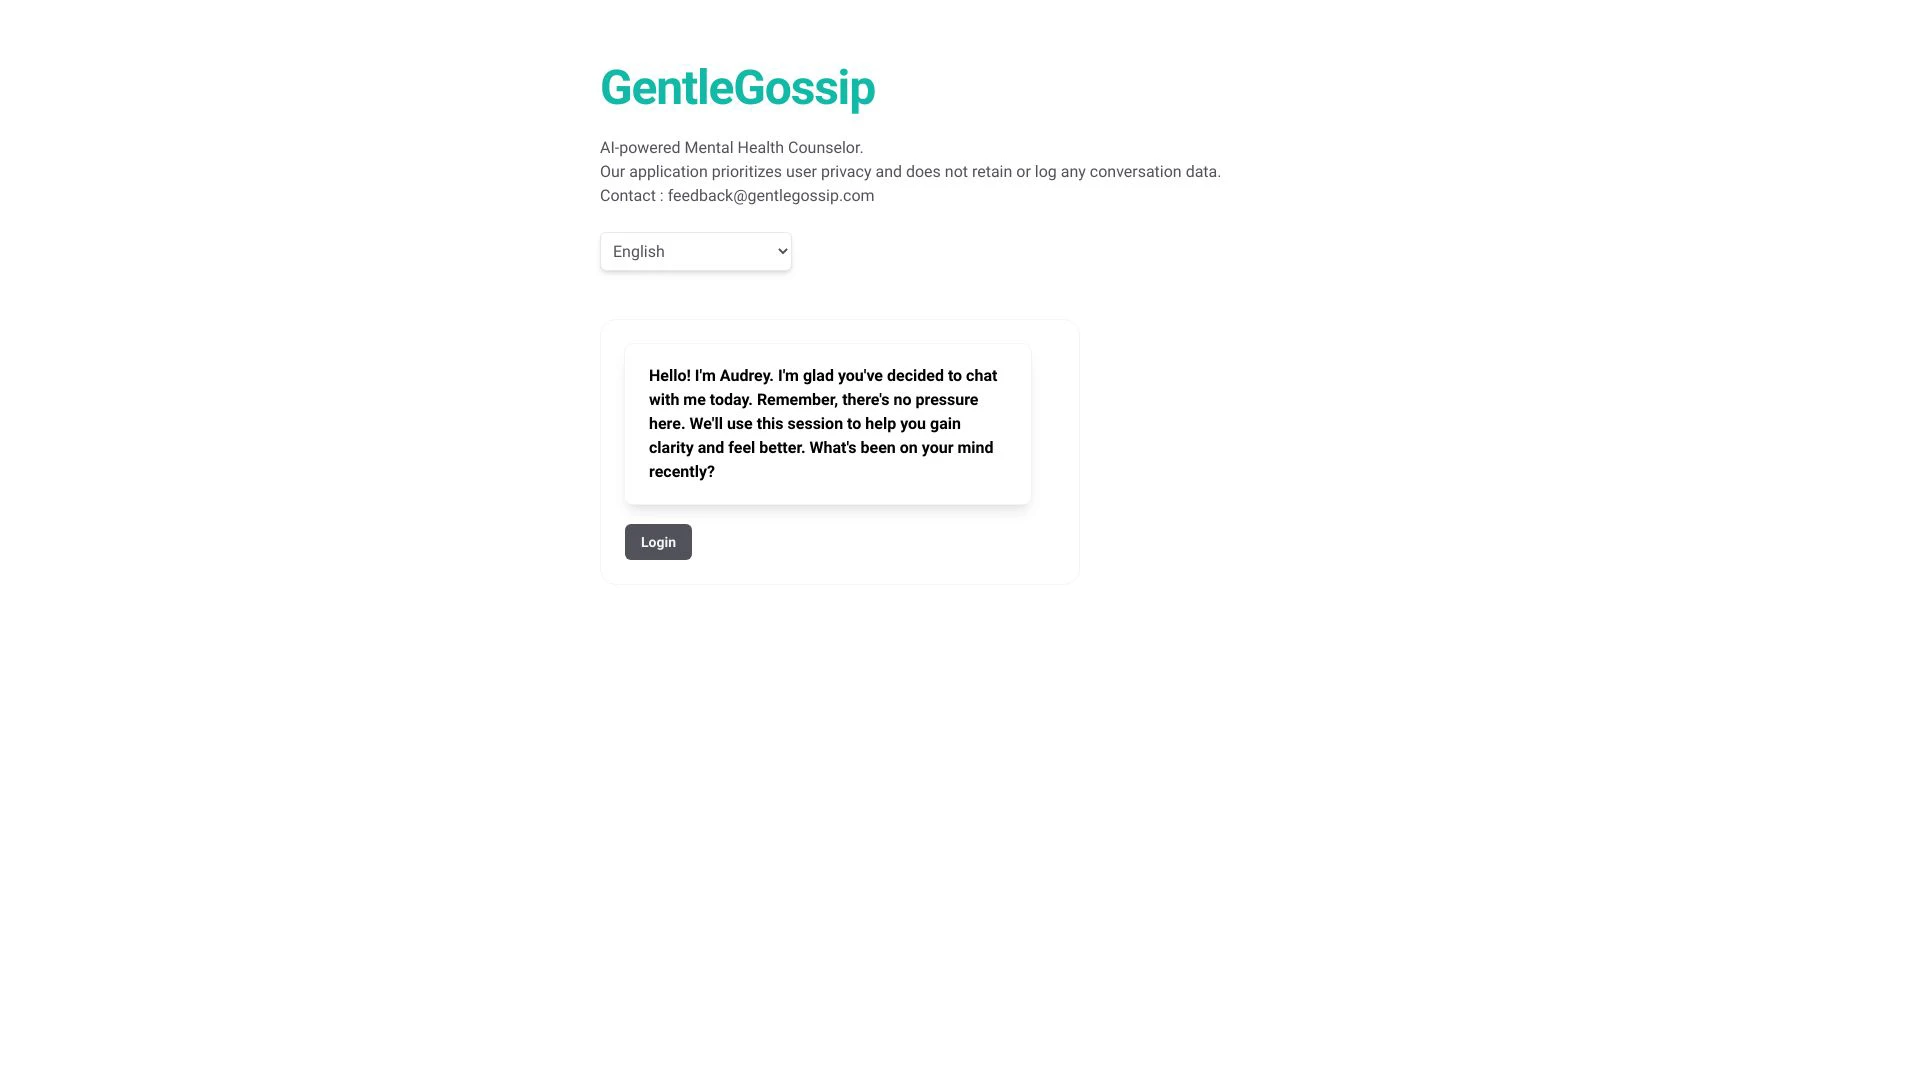 GentleGossip
AI-powered Mental Health Counselor.
Our application prioritizes user privacy and does not retain or log any conversation data.
Contact : feedback@gentlegossip.com
English
Hello! I'm Audrey. I'm glad you've decided to chat
with me today. Remember, there's no pressure
here. We'll use this session to help you gain
clarity and feel better. What's been on your mind
recently?
Login